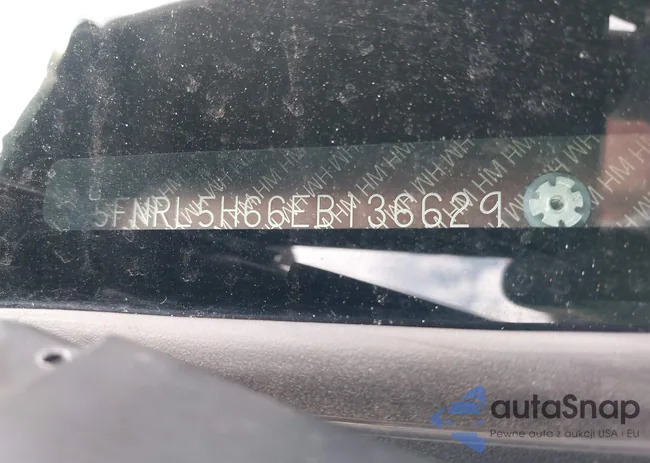 5FNRL5H66EB136629
autaSnap
Pewne auta z aukcji USA i EU